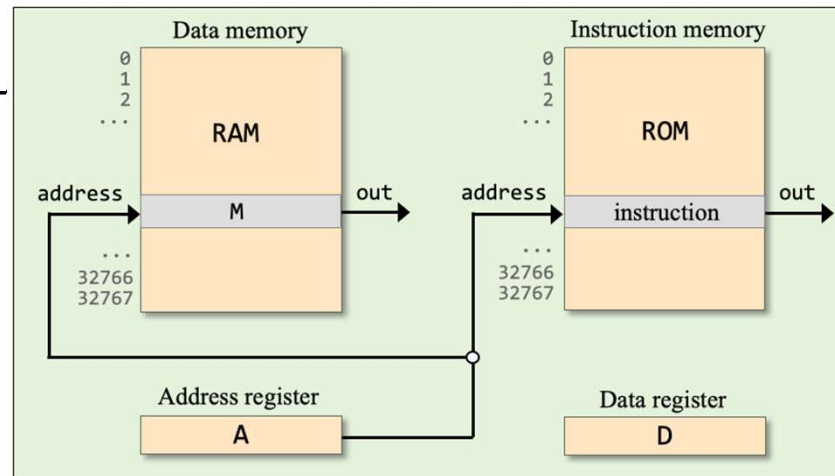 Data memory
0
1
2
...
RAM
address
M
out
...
32766
32767
Instruction memory
0
1
2
...
ROM
address
instruction
out
...
32766
32767
Address register
A
Data register
D